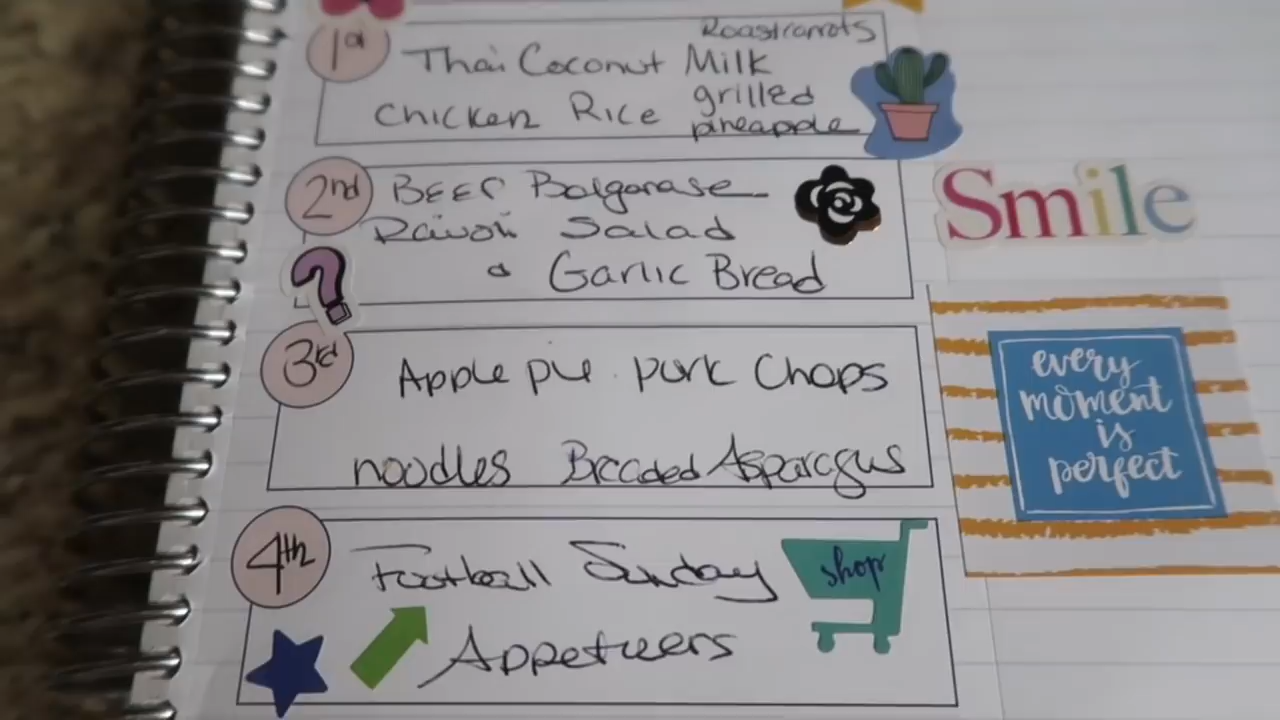 1st
Roast carrots
Thai Coconut Milk
grilled
Chicken Rice
pineapple
2nd
BEEF Bolganase
Ravioli Salad
& Garlic Bread
Smile
3rd
Apple pie pork Chops
noodles Breaded Asparagus
every
moment
is
perfect
4th
Football Sunday
shop
Appetizers